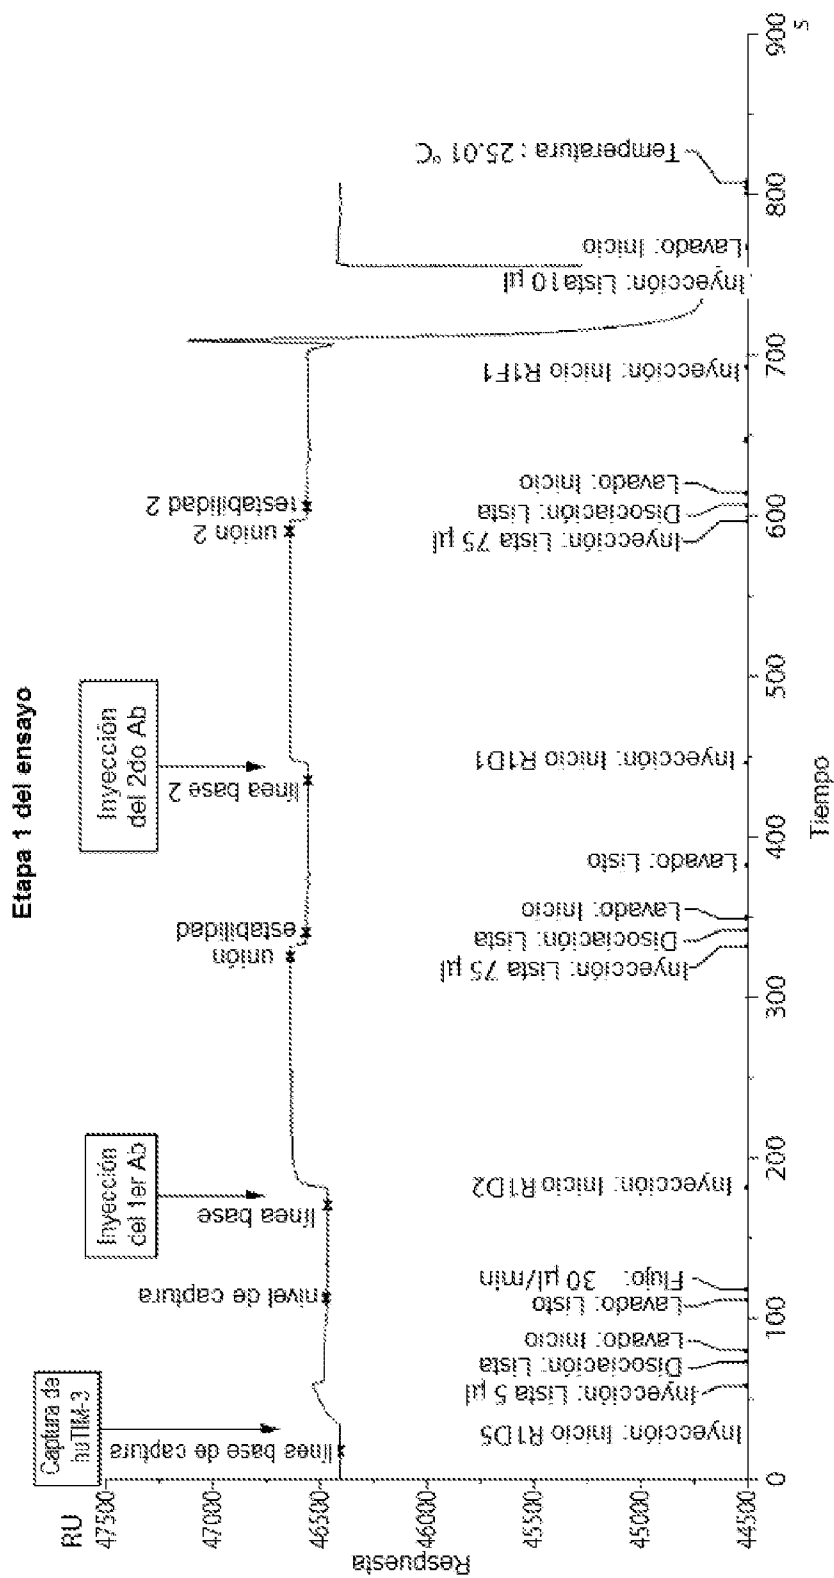 Etapa 1 del ensayo
Captura de
huTIM-3
Inyección
del 1er Ab
Inyección
del 2do Ab
RU
47500
47000
46500
46000
45500
45000
44500
Respuesta
línea base de captura
nivel de captura
línea base
unión
estabilidad
línea base 2
unión 2
restabilidad 2
Inyección: Inicio R1D5
Inyección: Lista 5 µl
Disociación: Lista
Lavado: Inicio
Lavado: Listo
Flujo: 30 µl/min
Inyección: Inicio R1D2
Inyección: Lista 75 µl
Disociación: Lista
Lavado: Inicio
Lavado: Listo
Inyección: Inicio R1D1
Inyección: Lista 75 µl
Disociación: Lista
Lavado: Inicio
Inyección: Inicio R1F1
Inyección: Lista10 µl
Lavado: Inicio
Temperatura : 25.01 °C
0
100
200
300
400
500
600
700
800
900
s
Tiempo